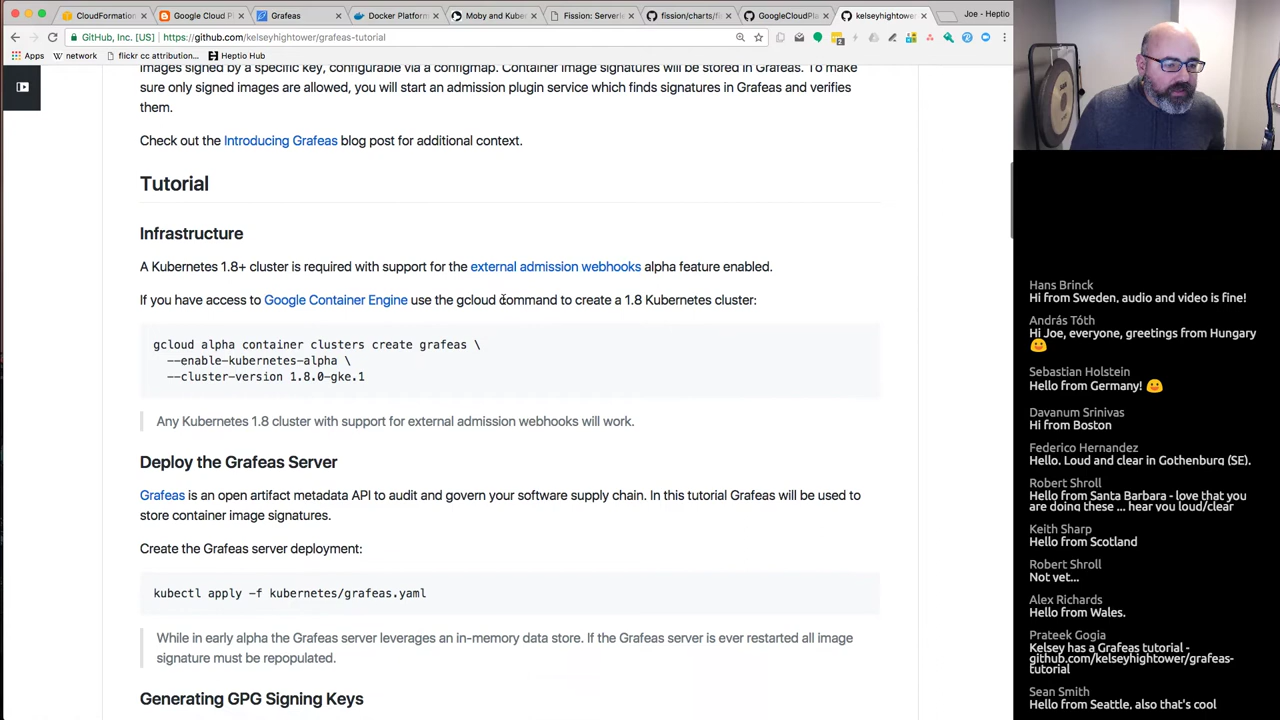 CloudFormation
Google Cloud Pl
Grafeas
Docker Platform
Moby and Kuber
Fission: Serverle
fission/charts/fi
GoogleCloudPla
kelseyhightower
Joe - Heptio
GitHub, Inc. [US]
https://github.com/kelseyhightower/grafeas-tutorial
Apps
network
flickr cc attribution...
Heptio Hub
images signed by a specific key, configurable via a configmap. Container image signatures will be stored in Grafeas. To make
sure only signed images are allowed, you will start an admission plugin service which finds signatures in Grafeas and verifies
them.
Check out the Introducing Grafeas blog post for additional context.
Tutorial
Infrastructure
A Kubernetes 1.8+ cluster is required with support for the external admission webhooks alpha feature enabled.
If you have access to Google Container Engine use the gcloud command to create a 1.8 Kubernetes cluster:
gcloud alpha container clusters create grafeas \
--enable-kubernetes-alpha \
--cluster-version 1.8.0-gke.1
Any Kubernetes 1.8 cluster with support for external admission webhooks will work.
Deploy the Grafeas Server
Grafeas is an open artifact metadata API to audit and govern your software supply chain. In this tutorial Grafeas will be used to
store container image signatures.
Create the Grafeas server deployment:
kubectl apply -f kubernetes/grafeas.yaml
While in early alpha the Grafeas server leverages an in-memory data store. If the Grafeas server is ever restarted all image
signature must be repopulated.
Generating GPG Signing Keys
Hans Brinck
Hi from Sweden, audio and video is fine!
András Tóth
Hi Joe, everyone, greetings from Hungary
Sebastian Holstein
Hello from Germany!
Davanum Srinivas
Hi from Boston
Federico Hernandez
Hello. Loud and clear in Gothenburg (SE).
Robert Shroll
Hello from Santa Barbara - love that you
are doing these ... hear you loud/clear
Keith Sharp
Hello from Scotland
Robert Shroll
Not yet...
Alex Richards
Hello from Wales.
Prateek Gogia
Kelsey has a Grafeas tutorial -
github.com/kelseyhightower/grafeas-
tutorial
Sean Smith
Hello from Seattle, also that's cool